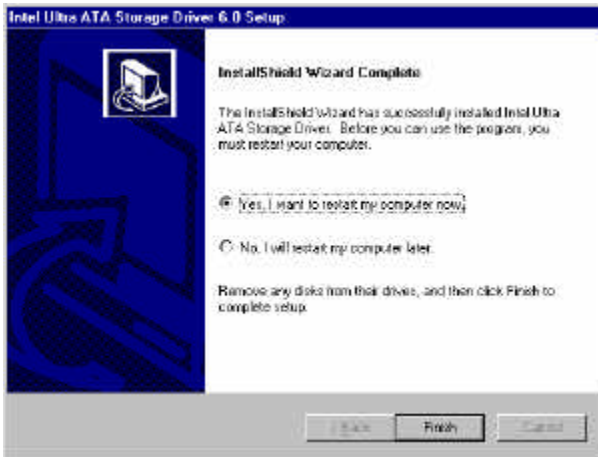 Intel Ultra ATA Storage Driver 6.0 Setup
InstallShield Wizard Complete
The InstallShield Wizard has successfully installed Intel Ultra
ATA Storage Driver. Before you can use the program, you
must restart your computer.
Yes, I want to restart my computer now.
No, I will restart my computer later.
Remove any disks from their drives, and then click Finish to
complete setup.
< Back
Finish
Cancel